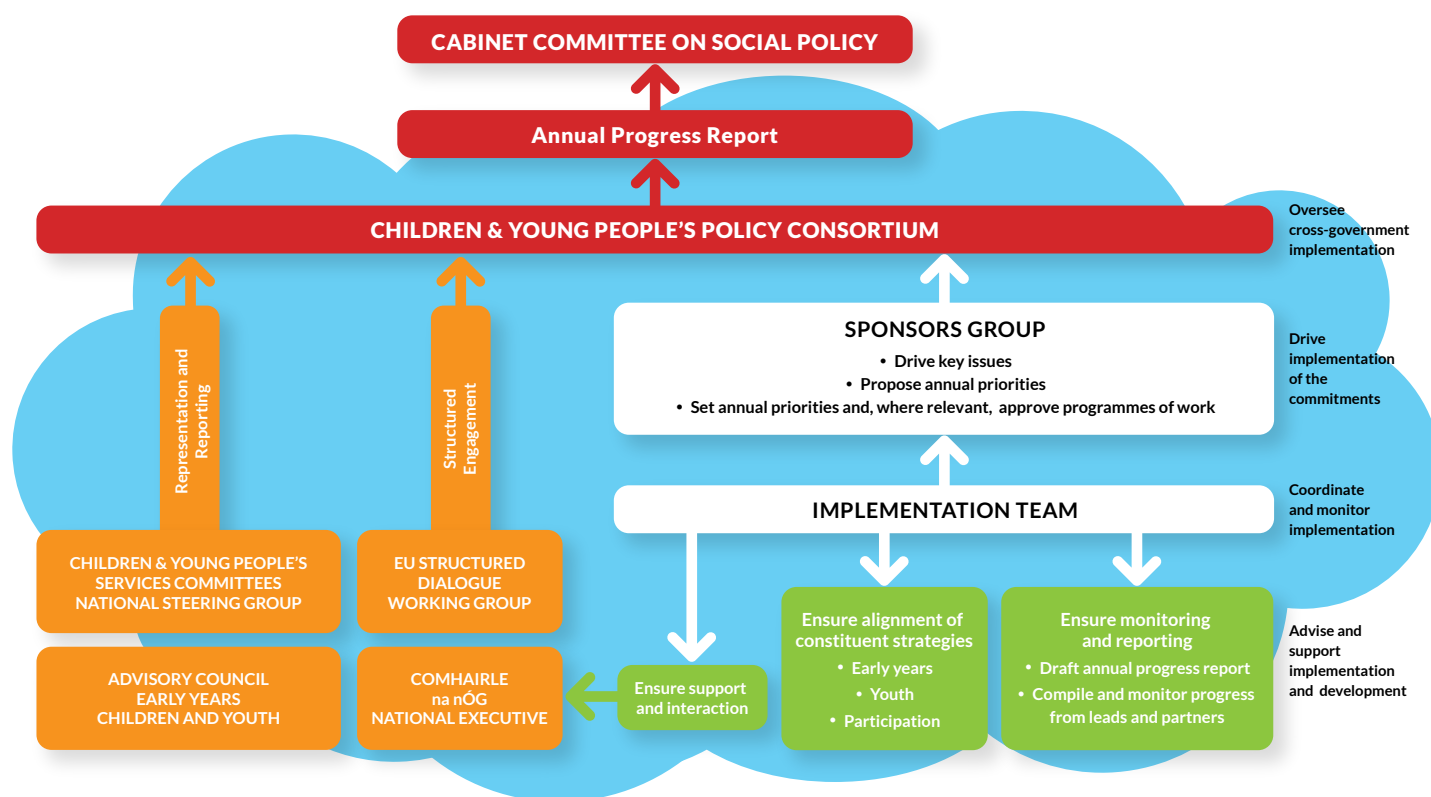 CABINET COMMITTEE ON SOCIAL POLICY
Annual Progress Report
CHILDREN & YOUNG PEOPLE’S POLICY CONSORTIUM
Oversee
cross-government
implementation
Representation and
Reporting
Structured
Engagement
SPONSORS GROUP
• Drive key issues
• Propose annual priorities
• Set annual priorities and, where relevant, approve programmes of work
Drive
implementation
of the
commitments
IMPLEMENTATION TEAM
Coordinate
and monitor
implementation
CHILDREN & YOUNG PEOPLE’S
SERVICES COMMITTEES
NATIONAL STEERING GROUP
EU STRUCTURED
DIALOGUE
WORKING GROUP
ADVISORY COUNCIL
EARLY YEARS
CHILDREN AND YOUTH
COMHAIRLE
na nÓG
NATIONAL EXECUTIVE
Ensure support
and interaction
Ensure alignment of
constituent strategies
• Early years
• Youth
• Participation
Ensure monitoring
and reporting
• Draft annual progress report
• Compile and monitor progress
from leads and partners
Advise and
support
implementation
and development